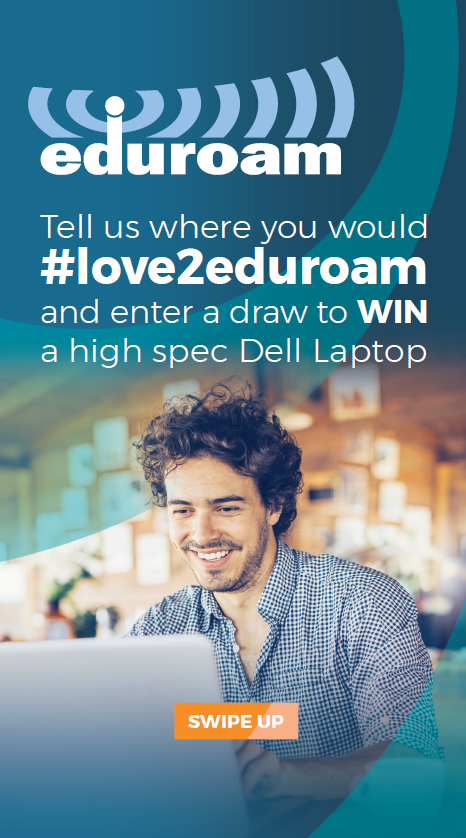 eduroam
Tell us where you would
#love2eduroam
and enter a draw to WIN
a high spec Dell Laptop
SWIPE UP